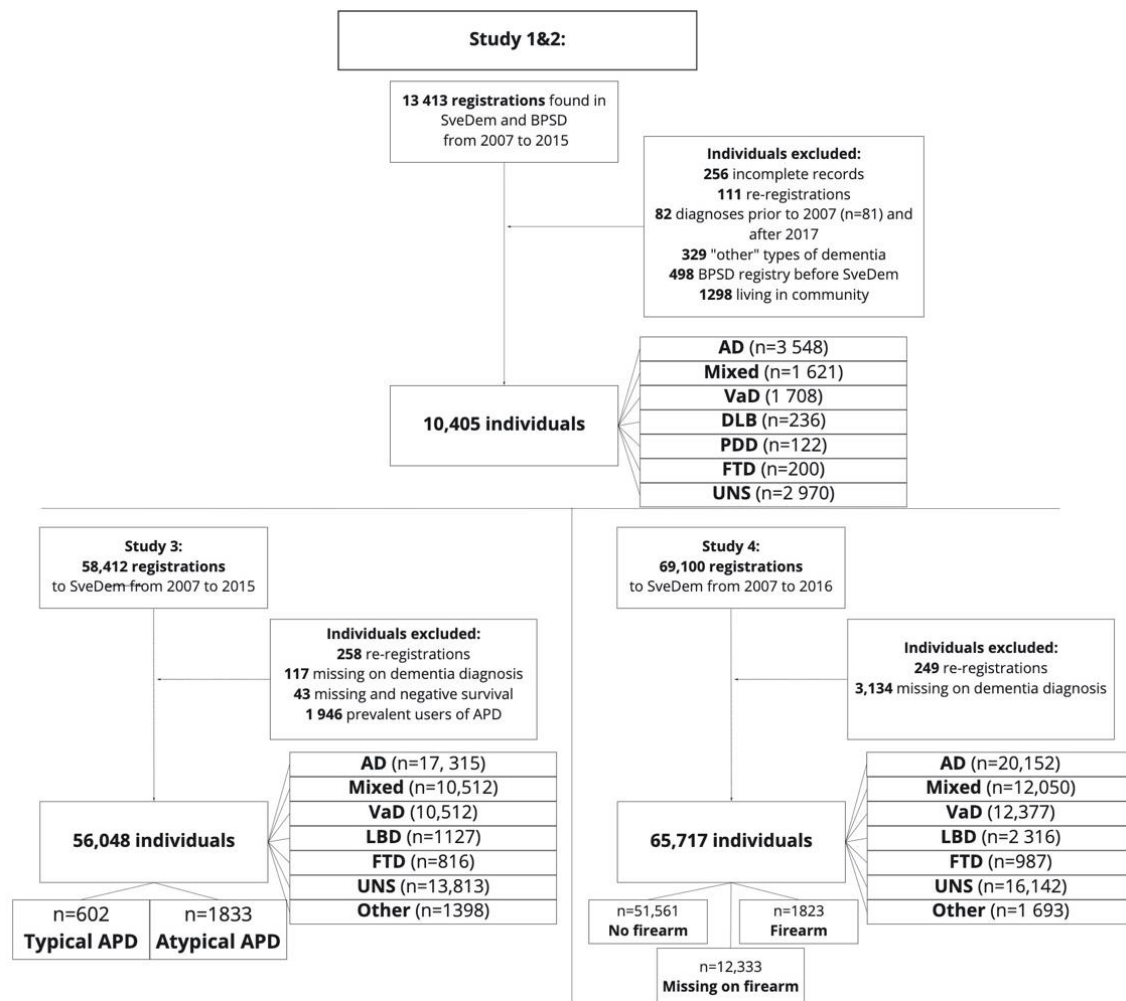 Study 1&2:
13 413 registrations found in
SveDem and BPSD
from 2007 to 2015
Individuals excluded:
256 incomplete records
111 re-registrations
82 diagnoses prior to 2007 (n=81) and
after 2017
329 "other" types of dementia
498 BPSD registry before SveDem
1298 living in community
10,405 individuals
AD (n=3 548)
Mixed (n=1 621)
VaD (1 708)
DLB (n=236)
PDD (n=122)
FTD (n=200)
UNS (n=2 970)
Study 3:
58,412 registrations
to SveDem from 2007 to 2015
Individuals excluded:
258 re-registrations
117 missing on dementia diagnosis
43 missing and negative survival
1 946 prevalent users of APD
56,048 individuals
AD (n=17, 315)
Mixed (n=10,512)
VaD (10,512)
LBD (n=1127)
FTD (n=816)
UNS (n=13,813)
Other (n=1398)
n=602
Typical APD
n=1833
Atypical APD
Study 4:
69,100 registrations
to SveDem from 2007 to 2016
Individuals excluded:
249 re-registrations
3,134 missing on dementia diagnosis
65,717 individuals
AD (n=20,152)
Mixed (n=12,050)
VaD (12,377)
LBD (n=2 316)
FTD (n=987)
UNS (n=16,142)
Other (n=1 693)
n=51,561
No firearm
n=1823
Firearm
n=12,333
Missing on firearm